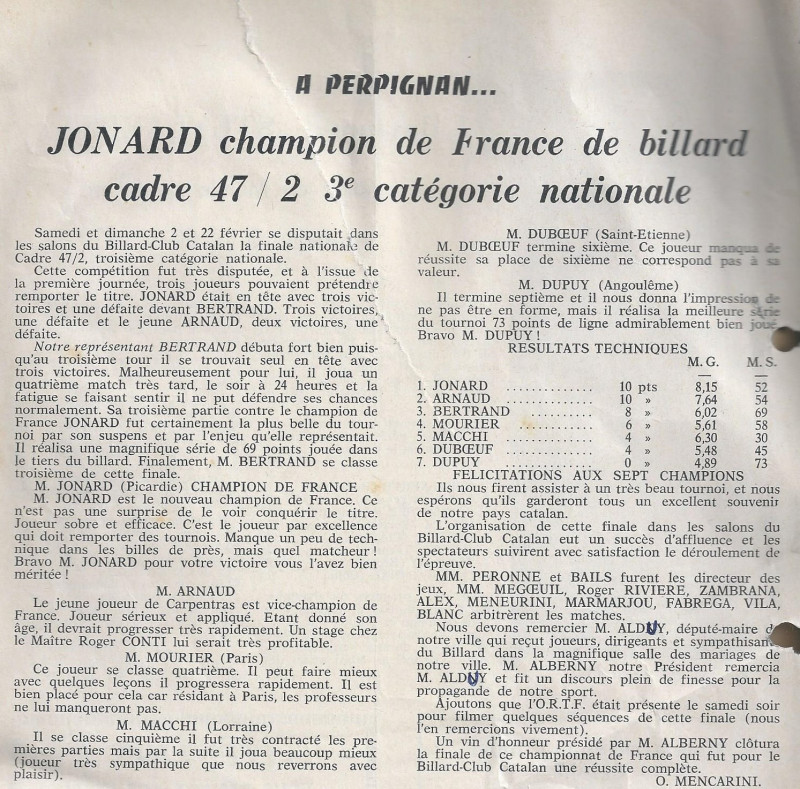 A PERPIGNAN...
JONARD champion de France de billard
cadre 47 / 2 3e catégorie nationale
Samedi et dimanche 2 et 22 février se disputait dans
les salons du Billard-Club Catalan la finale nationale de
Cadre 47/2, troisième catégorie nationale.
Cette compétition fut très disputée, et à l'issue de
la première journée, trois joueurs pouvaient prétendre
remporter le titre. JONARD était en tête avec trois vic-
toires et une défaite devant BERTRAND. Trois victoires,
une défaite et le jeune ARNAUD, deux victoires, une
défaite.
Notre représentant BERTRAND débuta fort bien puis-
qu'au troisième tour il se trouvait seul en tête avec
trois victoires. Malheureusement pour lui, il joua un
quatrième match très tard, le soir à 24 heures et la
fatigue se faisant sentir il ne put défendre ses chances
normalement. Sa troisième partie contre le champion de
France JONARD fut certainement la plus belle du tour-
noi par son suspens et par l'enjeu qu'elle représentait.
Il réalisa une magnifique série de 69 points jouée dans
le tiers du billard. Finalement, M. BERTRAND se classe
troisième de cette finale.
M. JONARD (Picardie) CHAMPION DE FRANCE
M. JONARD est le nouveau champion de France. Ce
n'est pas une surprise de le voir conquérir le titre.
Joueur sobre et efficace. C'est le joueur par excellence
qui doit remporter des tournois. Manque un peu de tech-
nique dans les billes de près, mais quel matcheur !
Bravo M. JONARD pour votre victoire vous l'avez bien
méritée !
M. ARNAUD
Le jeune joueur de Carpentras est vice-champion de
France. Joueur sérieux et appliqué. Etant donné son
âge, il devrait progresser très rapidement. Un stage chez
le Maître Roger CONTI lui serait très profitable.
M. MOURIER (Paris)
Ce joueur se classe quatrième. Il peut faire mieux
avec quelques leçons il progressera rapidement. Il est
bien placé pour cela car résidant à Paris, les professeurs
ne lui manqueront pas.
M. MACCHI (Lorraine)
Il se classe cinquième il fut très contracté les pre-
mières parties mais par la suite il joua beaucoup mieux
(joueur très sympathique que nous reverrons avec
plaisir).
M. DUBŒUF (Saint-Etienne)
M. DUBŒUF termine sixième. Ce joueur manqua de
réussite sa place de sixième ne correspond pas à sa
valeur.
M. DUPUY (Angoulême)
Il termine septième et il nous donna l'impression de
ne pas être en forme, mais il réalisa la meilleure série
du tournoi 73 points de ligne admirablement bien joué.
Bravo M. DUPUY !
RESULTATS TECHNIQUES
M. G. M. S.
1. JONARD .............. 10 pts 8,15 52
2. ARNAUD .............. 10 » 7,64 54
3. BERTRAND .......... 8 » 6,02 69
4. MOURIER ............ 6 » 5,61 58
5. MACCHI .............. 4 » 6,30 30
6. DUBŒUF .............. 4 » 5,48 45
7. DUPUY ................ 0 » 4,89 73
FELICITATIONS AUX SEPT CHAMPIONS
Ils nous firent assister à un très beau tournoi, et nous
espérons qu'ils garderont tous un excellent souvenir
de notre pays catalan.
L'organisation de cette finale dans les salons du
Billard-Club Catalan eut un succès d'affluence et les
spectateurs suivirent avec satisfaction le déroulement de
l'épreuve.
MM. PERONNE et BAILS furent les directeur des
jeux, MM. MEGŒUIL, Roger RIVIERE, ZAMBRANA,
ALEX, MENEURINI, MARMARJOU, FABREGA, VILA,
BLANC arbitrèrent les matches.
Nous devons remercier M. ALDUY, député-maire de
notre ville qui reçut joueurs, dirigeants et sympathisants
du Billard dans la magnifique salle des mariages de
notre ville. M. ALBERNY notre Président remercia
M. ALDUY et fit un discours plein de finesse pour la
propagande de notre sport.
Ajoutons que l'O.R.T.F. était présente le samedi soir
pour filmer quelques séquences de cette finale (nous
l'en remercions vivement).
Un vin d'honneur présidé par M. ALBERNY clôtura
la finale de ce championnat de France qui fut pour le
Billard-Club Catalan une réussite complète.
O. MENCARINI.